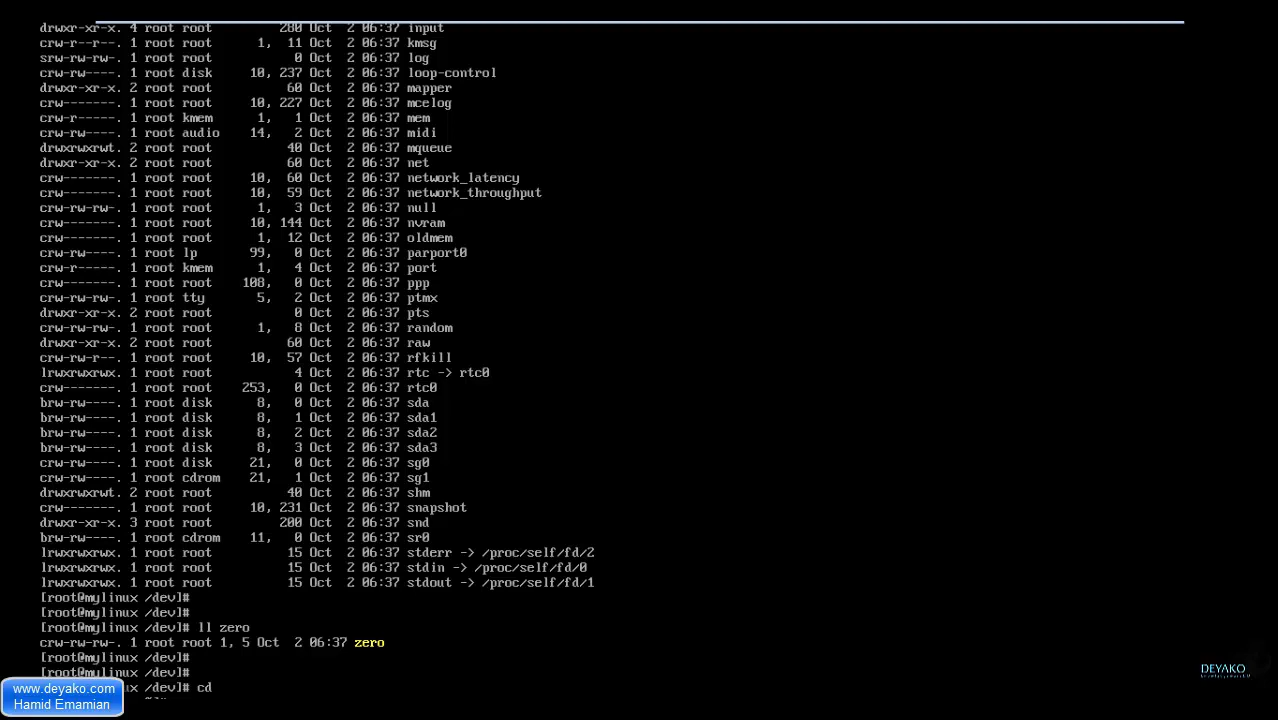 drwxr-xr-x. 4 root root         280 Oct  2 06:37 input
crw-r--r--. 1 root root      1,  11 Oct  2 06:37 kmsg
srw-rw-rw-. 1 root root           0 Oct  2 06:37 log
crw-rw----. 1 root disk     10, 237 Oct  2 06:37 loop-control
drwxr-xr-x. 2 root root          60 Oct  2 06:37 mapper
crw-------. 1 root root     10, 227 Oct  2 06:37 mcelog
crw-r-----. 1 root kmem      1,   1 Oct  2 06:37 mem
crw-rw----. 1 root audio    14,   2 Oct  2 06:37 midi
drwxrwxrwt. 2 root root          40 Oct  2 06:37 mqueue
drwxr-xr-x. 2 root root          60 Oct  2 06:37 net
crw-------. 1 root root     10,  60 Oct  2 06:37 network_latency
crw-------. 1 root root     10,  59 Oct  2 06:37 network_throughput
crw-rw-rw-. 1 root root      1,   3 Oct  2 06:37 null
crw-------. 1 root root     10, 144 Oct  2 06:37 nvram
crw-------. 1 root root      1,  12 Oct  2 06:37 oldmem
crw-rw----. 1 root lp       99,   0 Oct  2 06:37 parport0
crw-r-----. 1 root kmem      1,   4 Oct  2 06:37 port
crw-------. 1 root root    108,   0 Oct  2 06:37 ppp
crw-rw-rw-. 1 root tty       5,   2 Oct  2 06:37 ptmx
drwxr-xr-x. 2 root root           0 Oct  2 06:37 pts
crw-rw-rw-. 1 root root      1,   8 Oct  2 06:37 random
drwxr-xr-x. 2 root root          60 Oct  2 06:37 raw
crw-rw-r--. 1 root root     10,  57 Oct  2 06:37 rfkill
lrwxrwxrwx. 1 root root           4 Oct  2 06:37 rtc -> rtc0
crw-------. 1 root root    253,   0 Oct  2 06:37 rtc0
brw-rw----. 1 root disk      8,   0 Oct  2 06:37 sda
brw-rw----. 1 root disk      8,   1 Oct  2 06:37 sda1
brw-rw----. 1 root disk      8,   2 Oct  2 06:37 sda2
brw-rw----. 1 root disk      8,   3 Oct  2 06:37 sda3
crw-rw----. 1 root disk     21,   0 Oct  2 06:37 sg0
crw-rw----. 1 root cdrom    21,   1 Oct  2 06:37 sg1
drwxrwxrwt. 2 root root          40 Oct  2 06:37 shm
crw-------. 1 root root     10, 231 Oct  2 06:37 snapshot
drwxr-xr-x. 3 root root         200 Oct  2 06:37 snd
brw-rw----. 1 root cdrom    11,   0 Oct  2 06:37 sr0
lrwxrwxrwx. 1 root root          15 Oct  2 06:37 stderr -> /proc/self/fd/2
lrwxrwxrwx. 1 root root          15 Oct  2 06:37 stdin -> /proc/self/fd/0
lrwxrwxrwx. 1 root root          15 Oct  2 06:37 stdout -> /proc/self/fd/1
[root@mylinux /dev]#
[root@mylinux /dev]#
[root@mylinux /dev]# ll zero
crw-rw-rw-. 1 root root 1, 5 Oct  2 06:37 zero
[root@mylinux /dev]#
[root@mylinux /dev]#
/dev]# cd
www.deyako.com
Hamid Emamian
DEYAKO